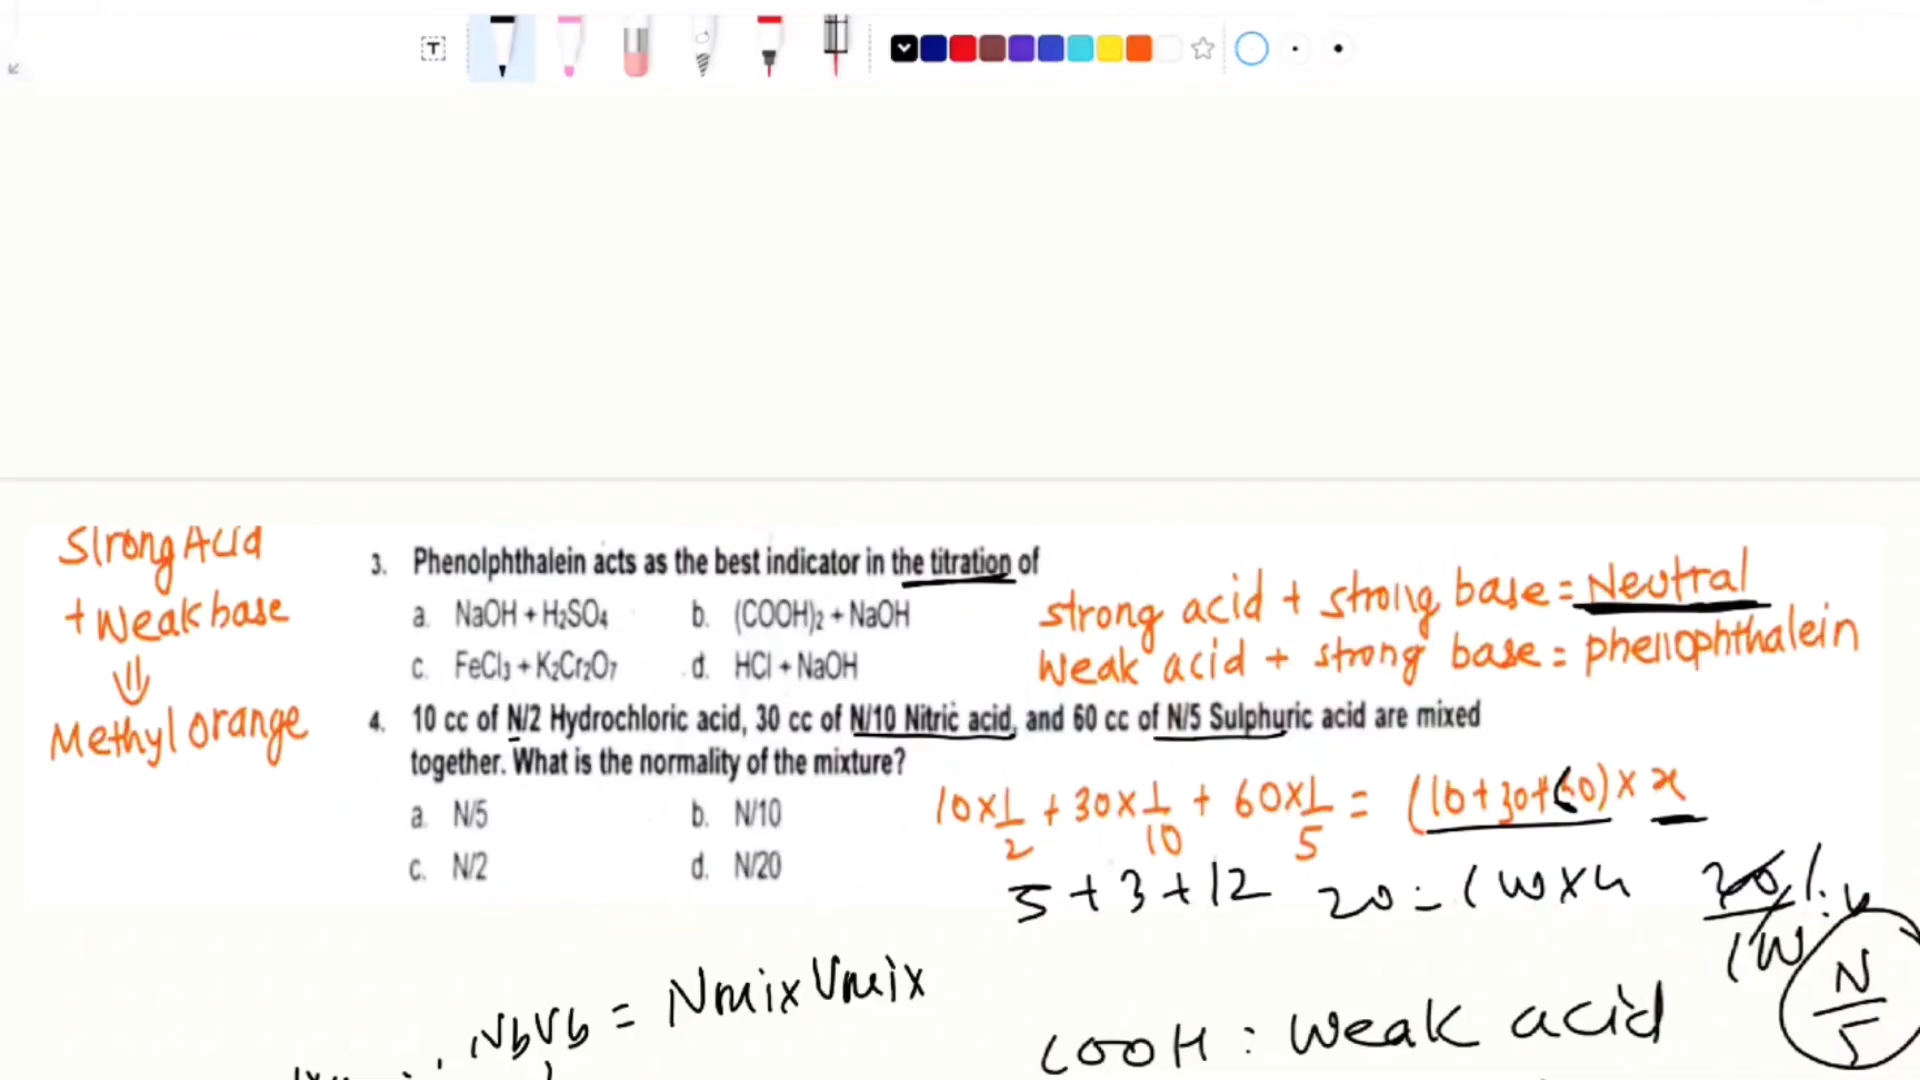 T
Strong Acid
+ Weak base
⇓
Methyl orange
3. Phenolphthalein acts as the best indicator in the titration of
a. NaOH + H₂SO₄ b. (COOH)₂ + NaOH
c. FeCl₃ + K₂Cr₂O₇ d. HCl + NaOH
strong acid + strong base = Neutral
weak acid + strong base = phenophthalein
4. 10 cc of N/2 Hydrochloric acid, 30 cc of N/10 Nitric acid, and 60 cc of N/5 Sulphuric acid are mixed
together. What is the normality of the mixture?
a. N/5 b. N/10
c. N/2 d. N/20
10 × 1/2 + 30 × 1/10 + 60 × 1/5 = (10+30+60) × x
5 + 3 + 12 20 = 100 × x
N/5
NbVb = Nmix Vmix
COOH : weak acid